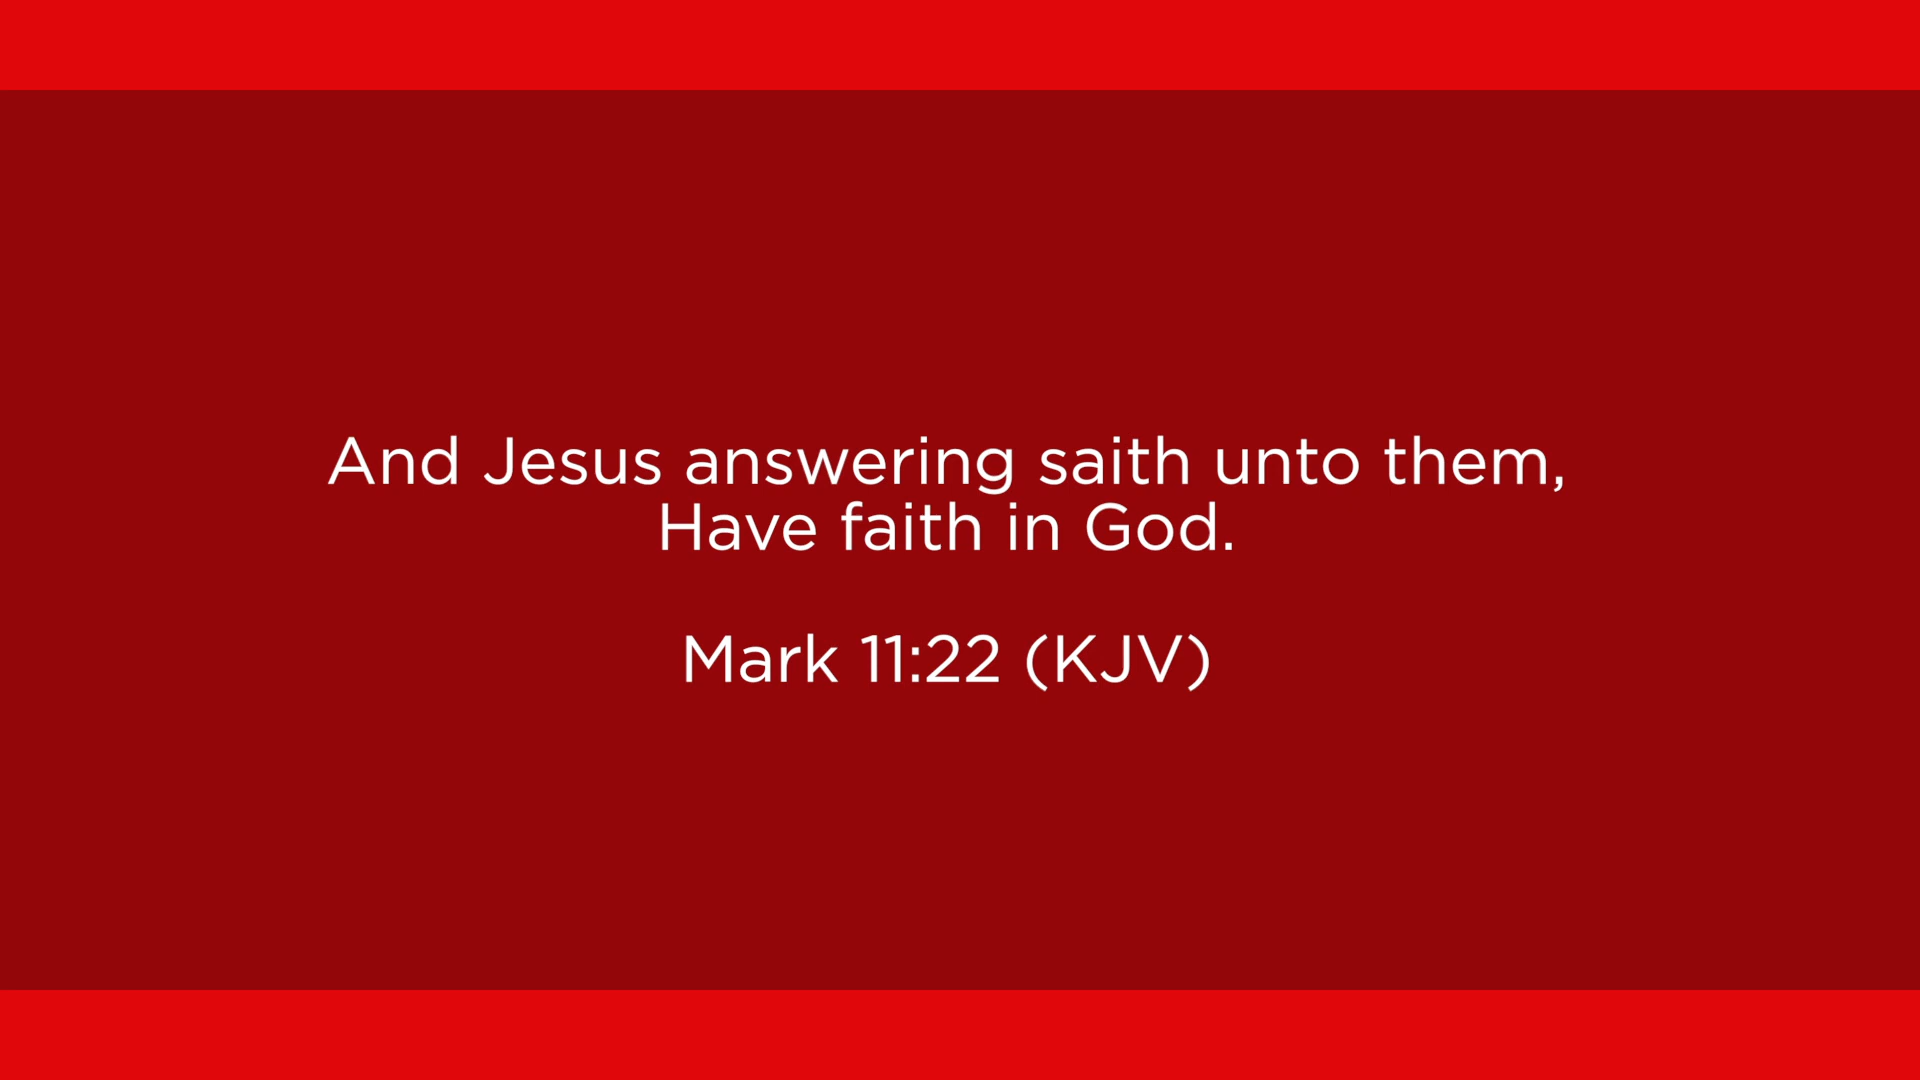 And Jesus answering saith unto them,
Have faith in God.
Mark 11:22 (KJV)